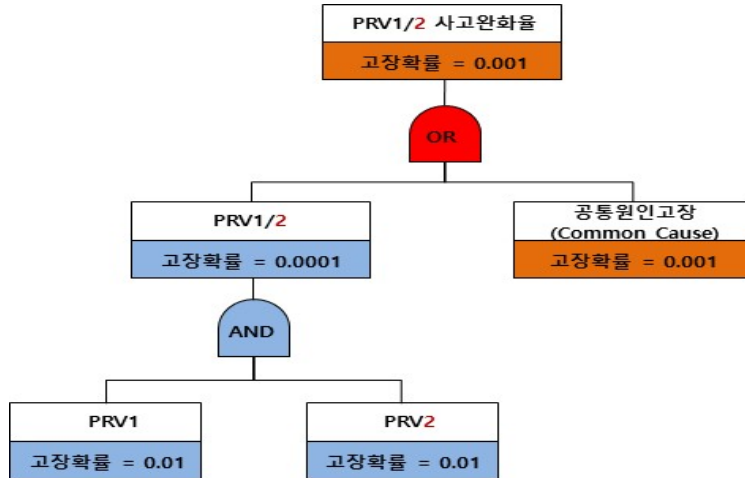 PRV1/2 사고완화율
고장확률 = 0.001
OR
PRV1/2
고장확률 = 0.0001
공통원인고장
(Common Cause)
고장확률 = 0.001
AND
PRV1
고장확률 = 0.01
PRV2
고장확률 = 0.01